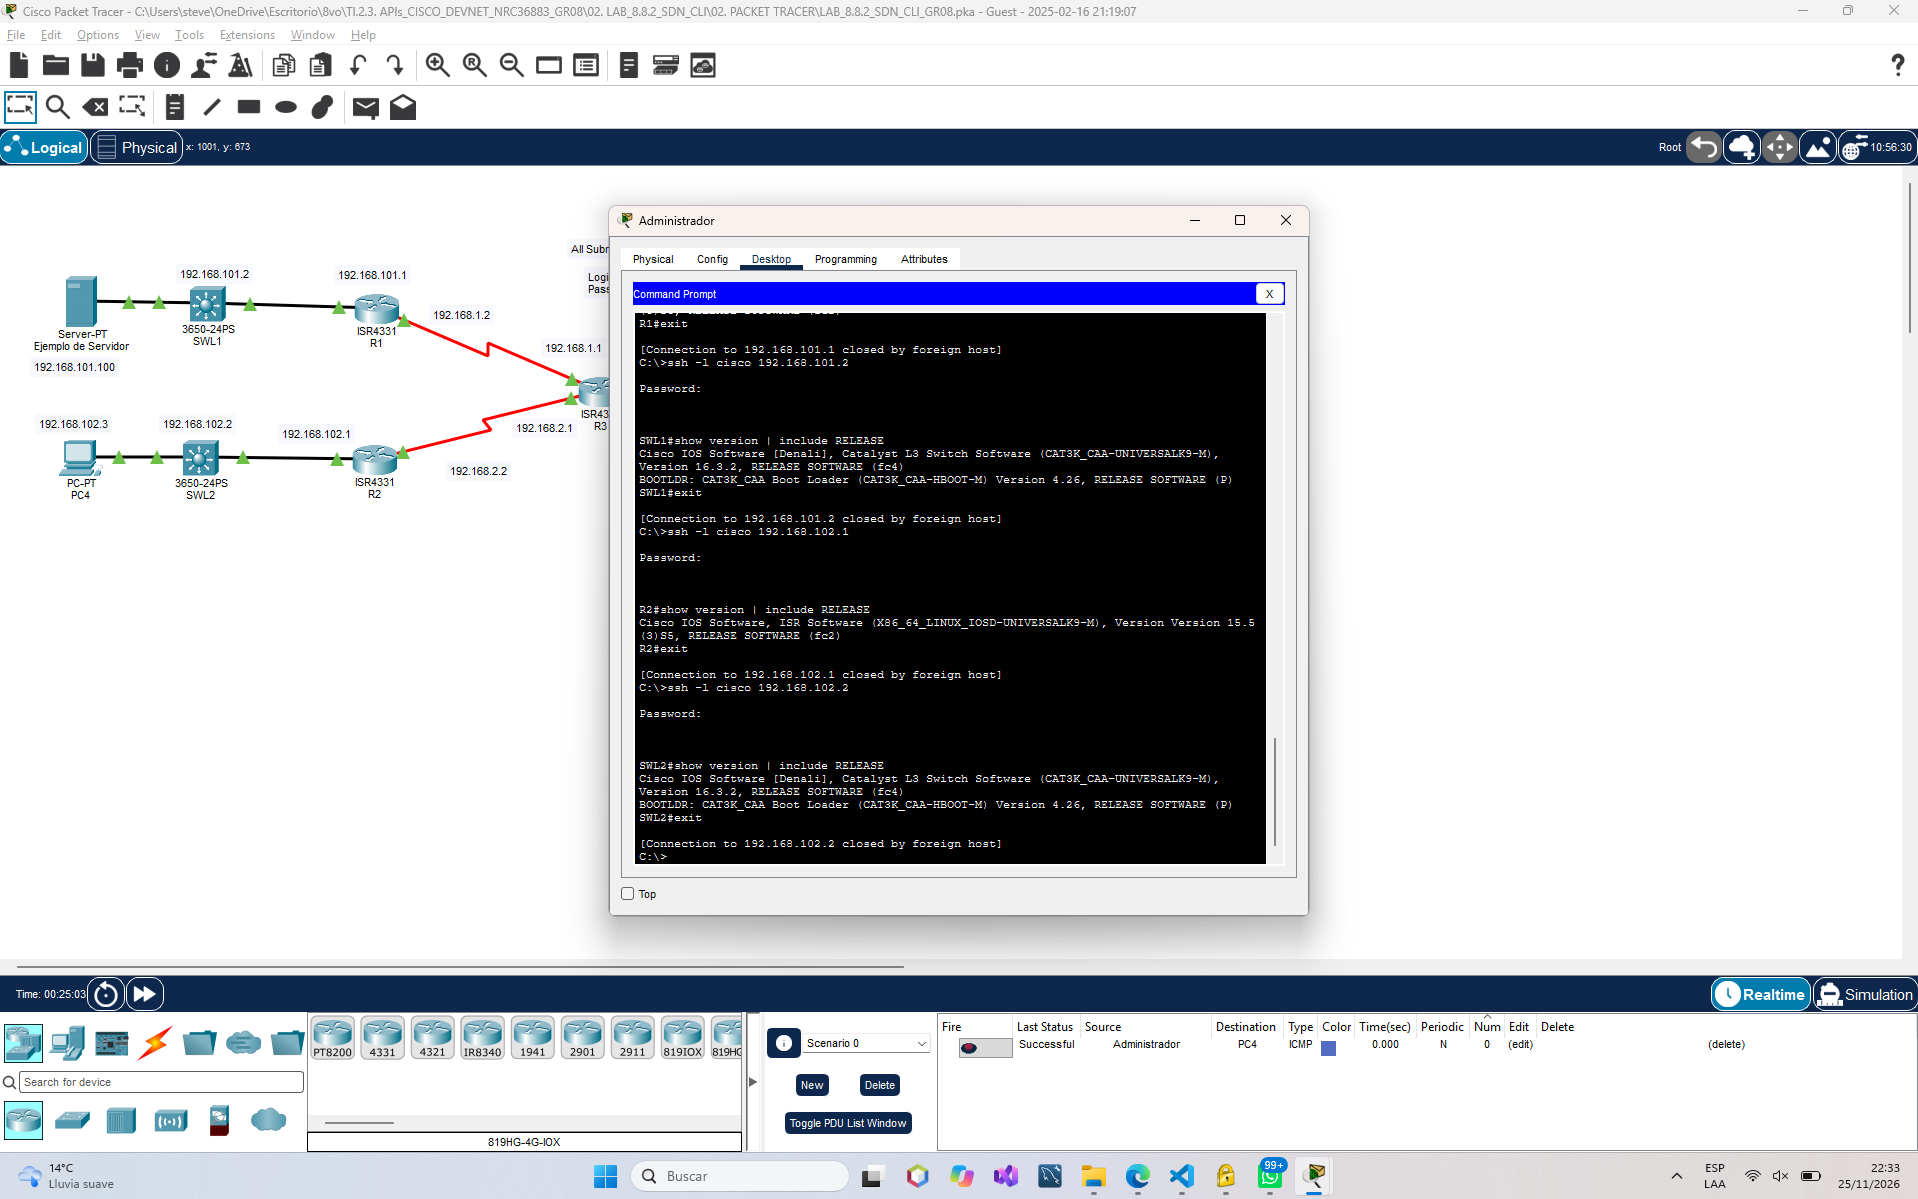 Cisco Packet Tracer - C:\Users\steve\OneDrive\Escritorio\8vo\TI.2.3. APIs_CISCO_DEVNET_NRC36883_GR08\02. LAB_8.8.2_SDN_CLI\02. PACKET TRACER\LAB_8.8.2_SDN_CLI_GR08.pka - Guest - 2025-02-16 21:19:07
File Edit Options View Tools Extensions Window Help
Logical Physical x: 1001, y: 673
Root 10:56:30
192.168.101.2
192.168.101.1
Server-PT
Ejemplo de Servidor
192.168.101.100
3650-24PS
SWL1
ISR4331
R1
192.168.1.2
192.168.1.1
All Subn
Logi
Pass
192.168.102.3
192.168.102.2
192.168.102.1
192.168.2.1
192.168.2.2
PC-PT
PC4
3650-24PS
SWL2
ISR4331
R2
ISR43
R3
Administrador
Physical Config Desktop Programming Attributes
Command Prompt X
R1#exit
[Connection to 192.168.101.1 closed by foreign host]
C:\>ssh -l cisco 192.168.101.2
Password:
SWL1#show version | include RELEASE
Cisco IOS Software [Denali], Catalyst L3 Switch Software (CAT3K_CAA-UNIVERSALK9-M),
Version 16.3.2, RELEASE SOFTWARE (fc4)
BOOTLDR: CAT3K_CAA Boot Loader (CAT3K_CAA-HBOOT-M) Version 4.26, RELEASE SOFTWARE (P)
SWL1#exit
[Connection to 192.168.101.2 closed by foreign host]
C:\>ssh -l cisco 192.168.102.1
Password:
R2#show version | include RELEASE
Cisco IOS Software, ISR Software (X86_64_LINUX_IOSD-UNIVERSALK9-M), Version Version 15.5
(3)S5, RELEASE SOFTWARE (fc2)
R2#exit
[Connection to 192.168.102.1 closed by foreign host]
C:\>ssh -l cisco 192.168.102.2
Password:
SWL2#show version | include RELEASE
Cisco IOS Software [Denali], Catalyst L3 Switch Software (CAT3K_CAA-UNIVERSALK9-M),
Version 16.3.2, RELEASE SOFTWARE (fc4)
BOOTLDR: CAT3K_CAA Boot Loader (CAT3K_CAA-HBOOT-M) Version 4.26, RELEASE SOFTWARE (P)
SWL2#exit
[Connection to 192.168.102.2 closed by foreign host]
C:\>
Top
Time: 00:25:03
Realtime Simulation
PT8200 4331 4321 IR8340 1941 2901 2911 819IOX 819HG
Search for device
819HG-4G-IOX
Scenario 0
New Delete
Toggle PDU List Window
Fire Last Status Source Destination Type Color Time(sec) Periodic Num Edit Delete
Successful Administrador PC4 ICMP 0.000 N 0 (edit) (delete)
14°C
Lluvia suave
Buscar
99+
ESP
LAA
22:33
25/11/2026